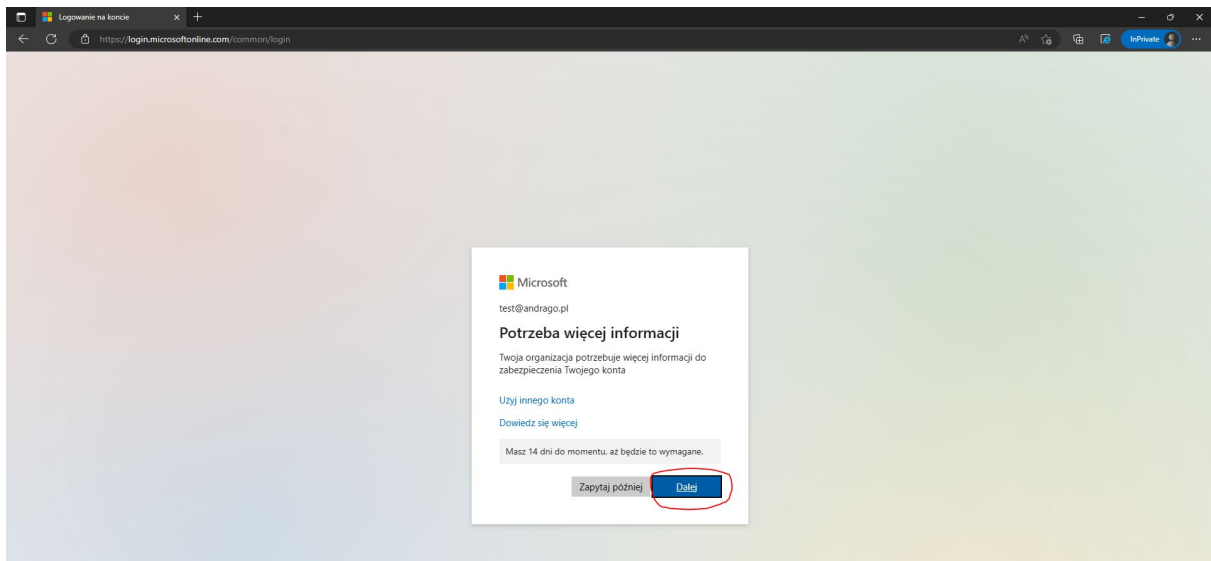 Logowanie na koncie
https://login.microsoftonline.com/common/login
InPrivate
Microsoft
test@andrago.pl
Potrzeba więcej informacji
Twoja organizacja potrzebuje więcej informacji do
zabezpieczenia Twojego konta
Użyj innego konta
Dowiedz się więcej
Masz 14 dni do momentu, aż będzie to wymagane.
Zapytaj później
Dalej